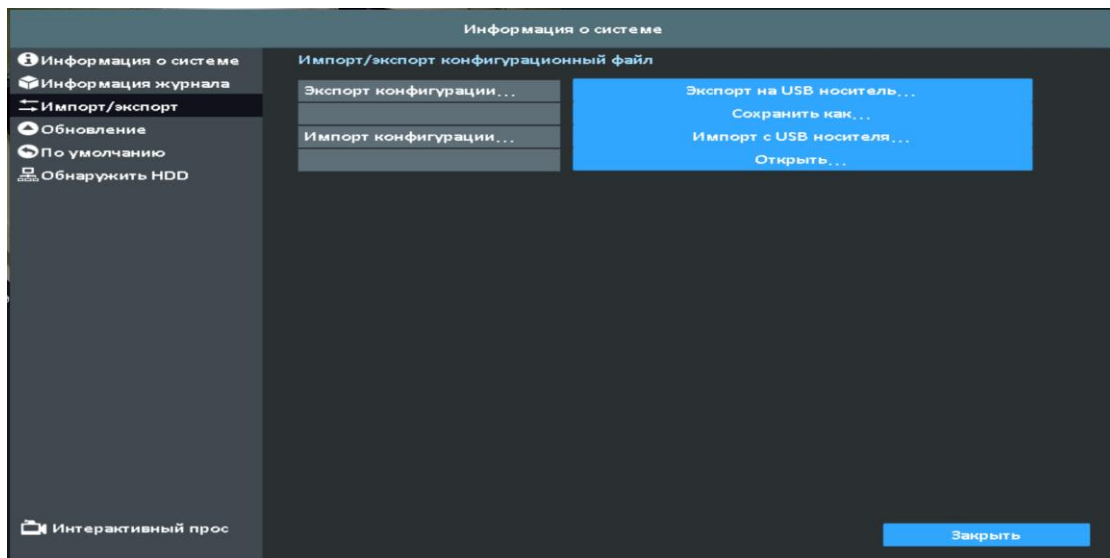 Информация о системе
Информация о системе
Информация журнала
Импорт/экспорт
Обновление
По умолчанию
Обнаружить HDD
Интерактивный прос
Импорт/экспорт конфигурационный файл
Экспорт конфигурации...
Экспорт на USB носитель...
Сохранить как...
Импорт конфигурации...
Импорт с USB носителя...
Открыть...
Закрыть